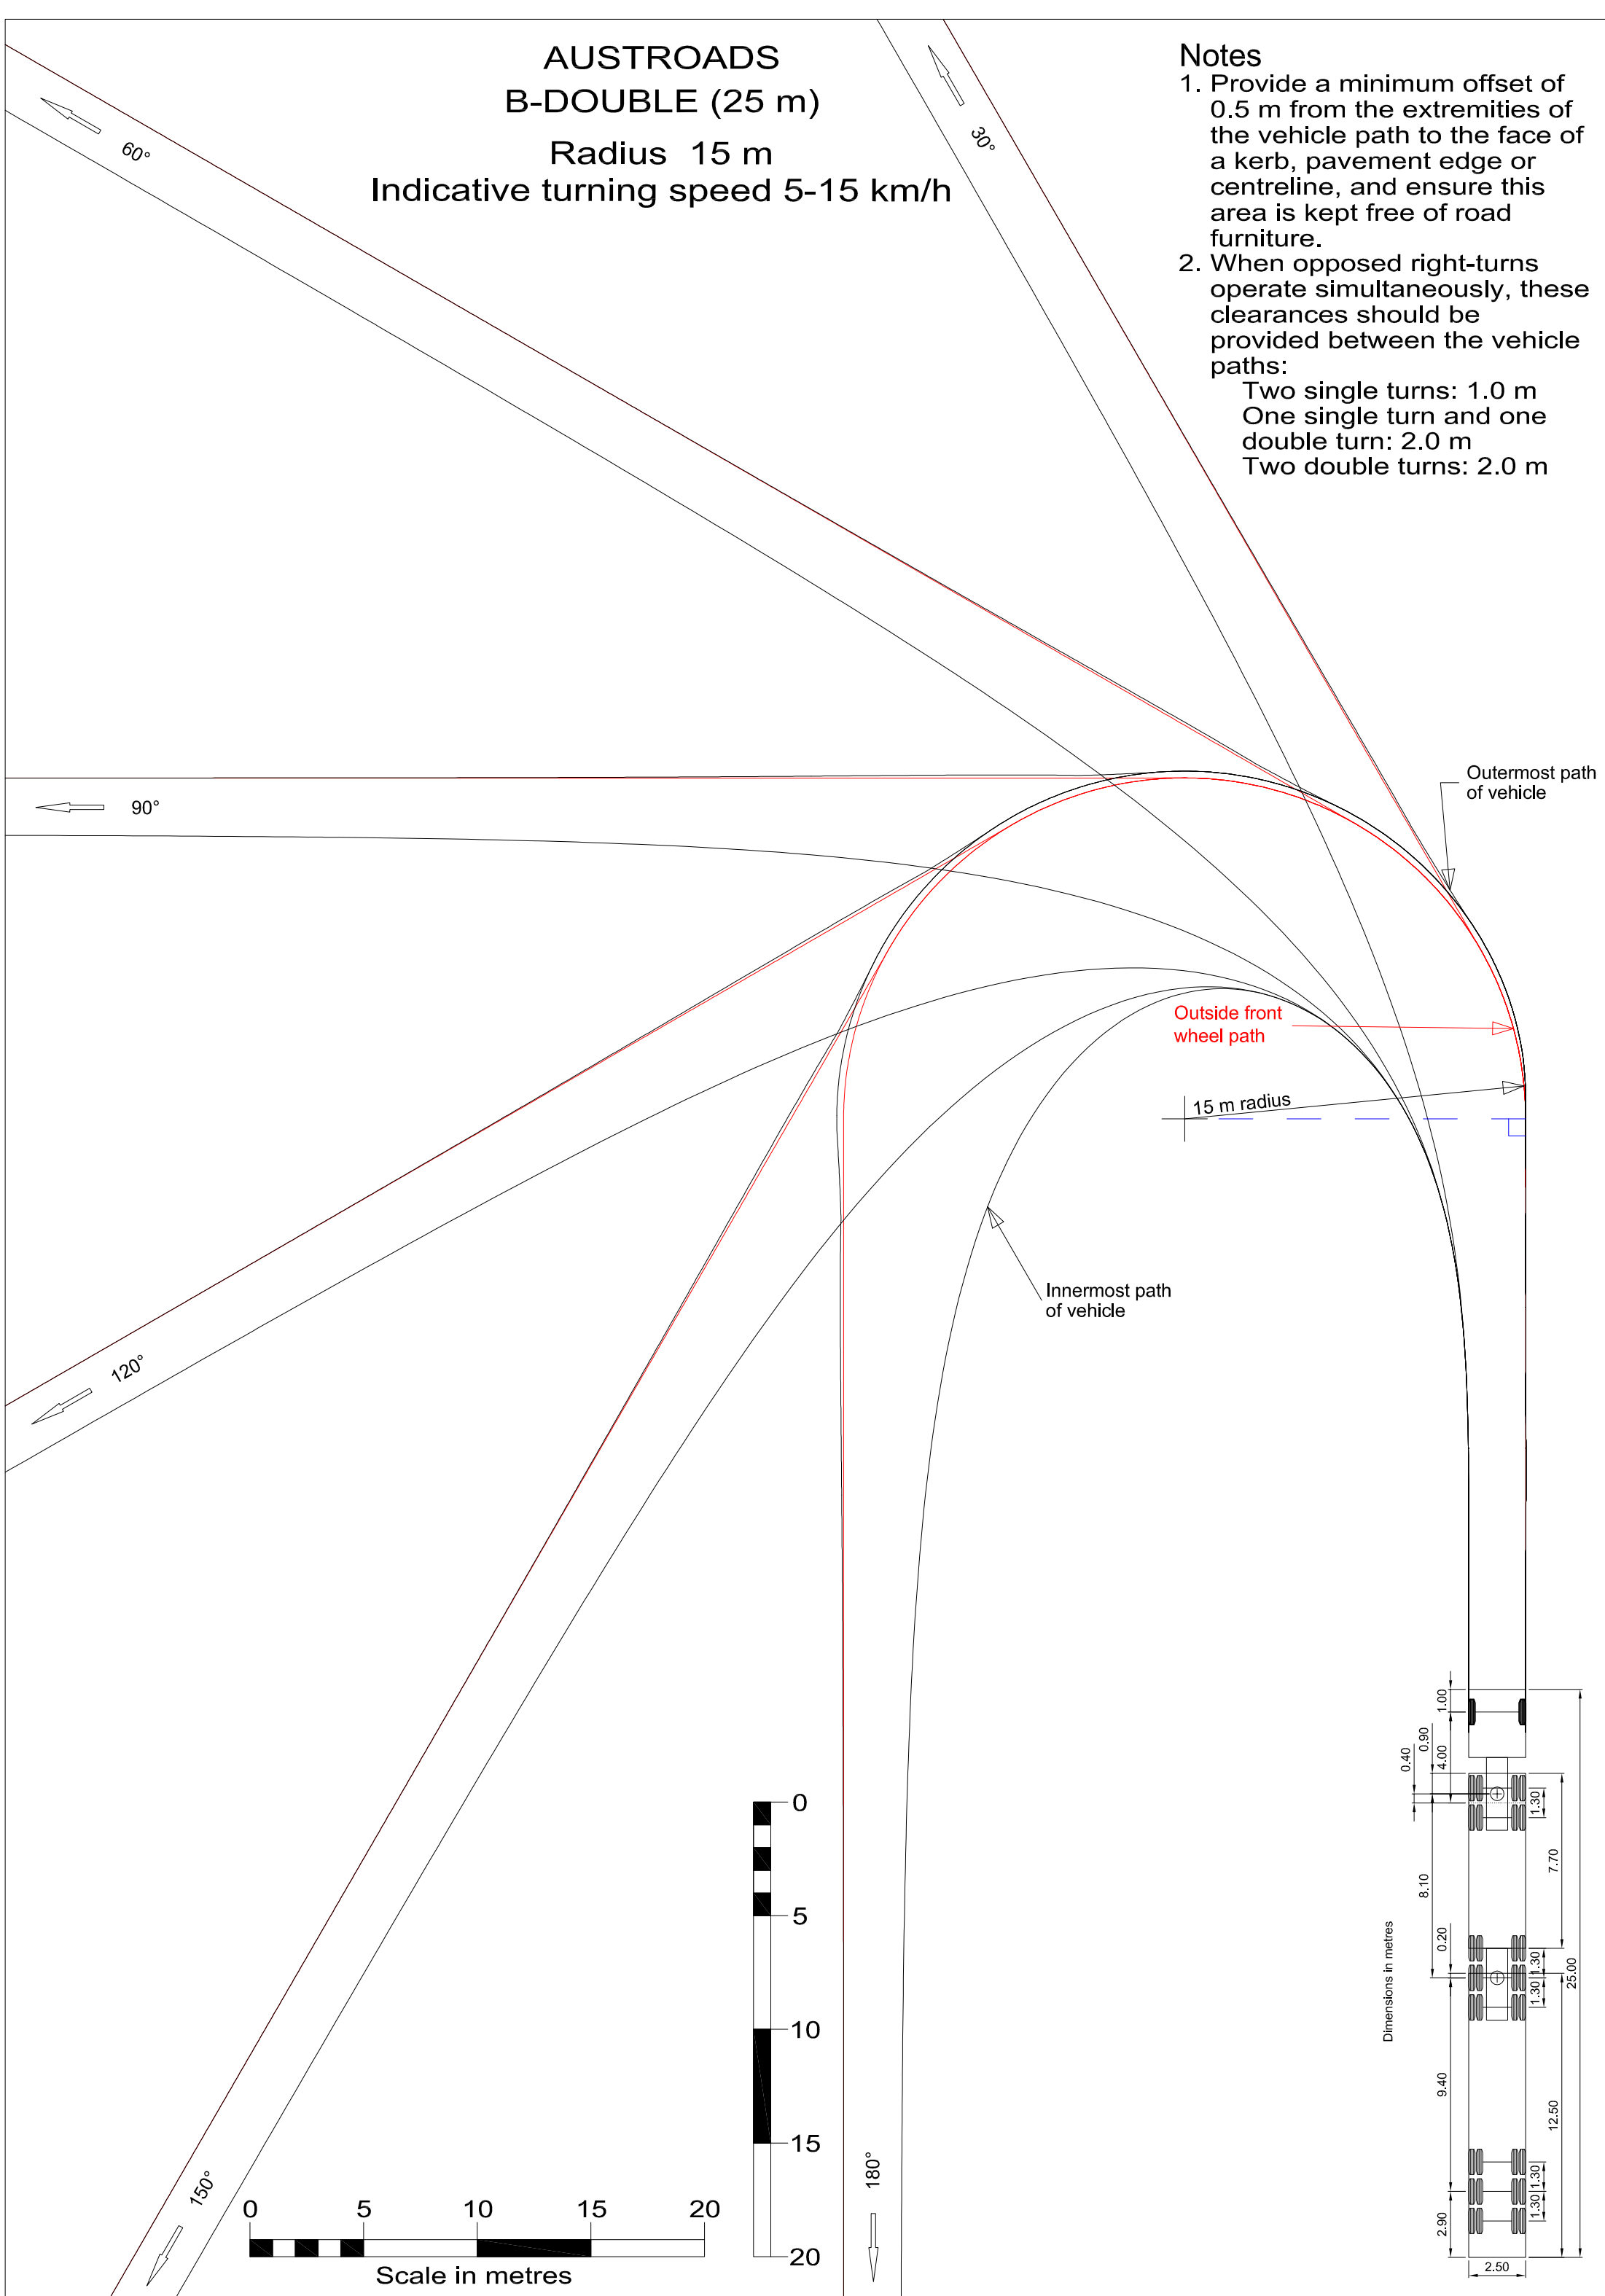 AUSTROADS
B-DOUBLE (25 m)
Radius 15 m
Indicative turning speed 5-15 km/h
Notes
1. Provide a minimum offset of
0.5 m from the extremities of
the vehicle path to the face of
a kerb, pavement edge or
centreline, and ensure this
area is kept free of road
furniture.
2. When opposed right-turns
operate simultaneously, these
clearances should be
provided between the vehicle
paths:
Two single turns: 1.0 m
One single turn and one
double turn: 2.0 m
Two double turns: 2.0 m
30°
60°
90°
120°
150°
180°
Outermost path
of vehicle
Outside front
wheel path
15 m radius
Innermost path
of vehicle
0
5
10
15
20
0 5 10 15 20
Scale in metres
Dimensions in metres
1.00
0.90
4.00
0.40
1.30
7.70
8.10
0.20
1.30
1.30
25.00
9.40
12.50
1.30
1.30
2.90
2.50